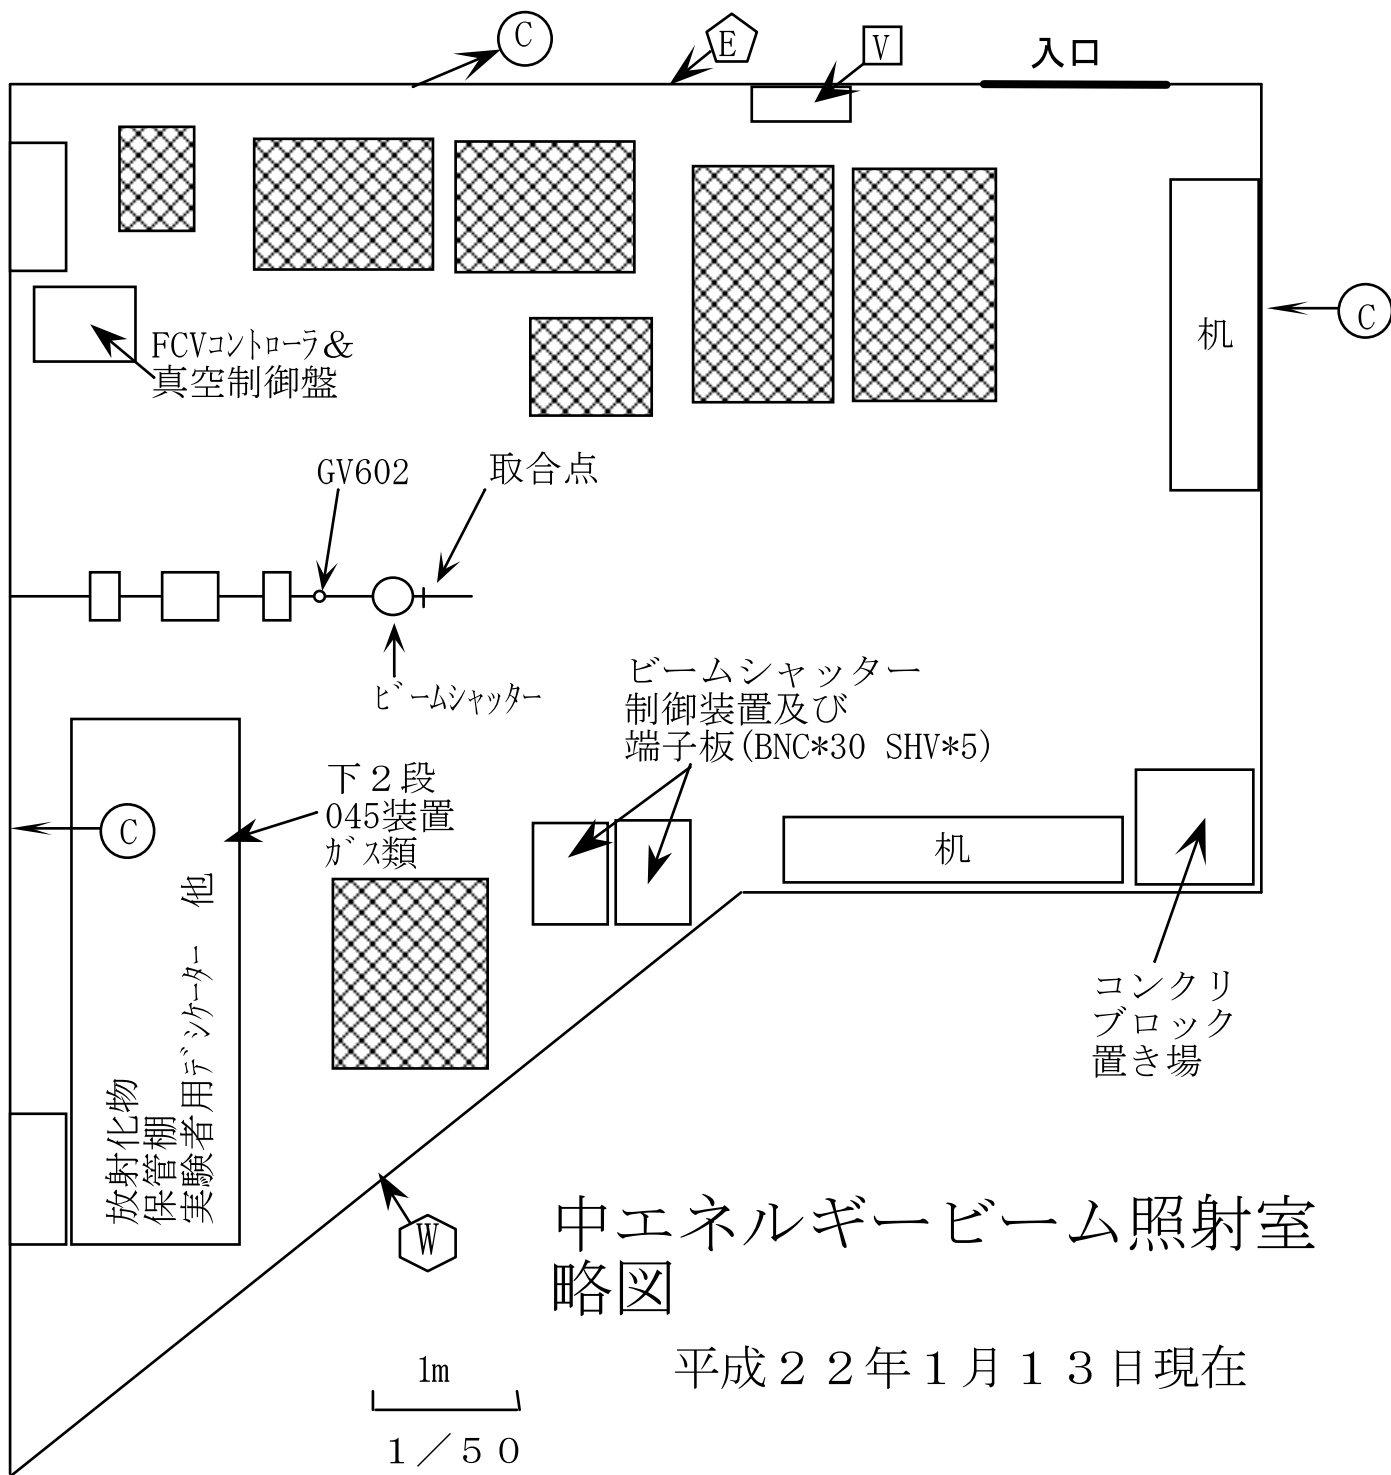 C
E
V
入口
机
C
FCVコントローラ&
真空制御盤
GV602
取合点
ビームシャッター
ビームシャッター
制御装置及び
端子板(BNC*30 SHV*5)
下２段
045装置
ガス類
C
机
放射化物
保管棚
実験者用デシケーター　他
コンクリ
ブロック
置き場
W
中エネルギービーム照射室
略図
平成２２年１月１３日現在
1m
１／５０